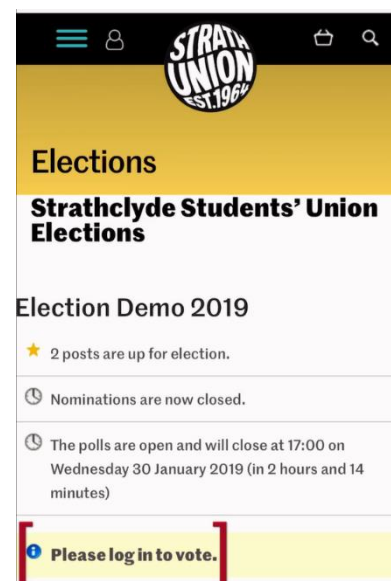 STRATH
UNION
EST.1964
Elections
Strathclyde Students' Union
Elections
Election Demo 2019
2 posts are up for election.
Nominations are now closed.
The polls are open and will close at 17:00 on
Wednesday 30 January 2019 (in 2 hours and 14
minutes)
Please log in to vote.